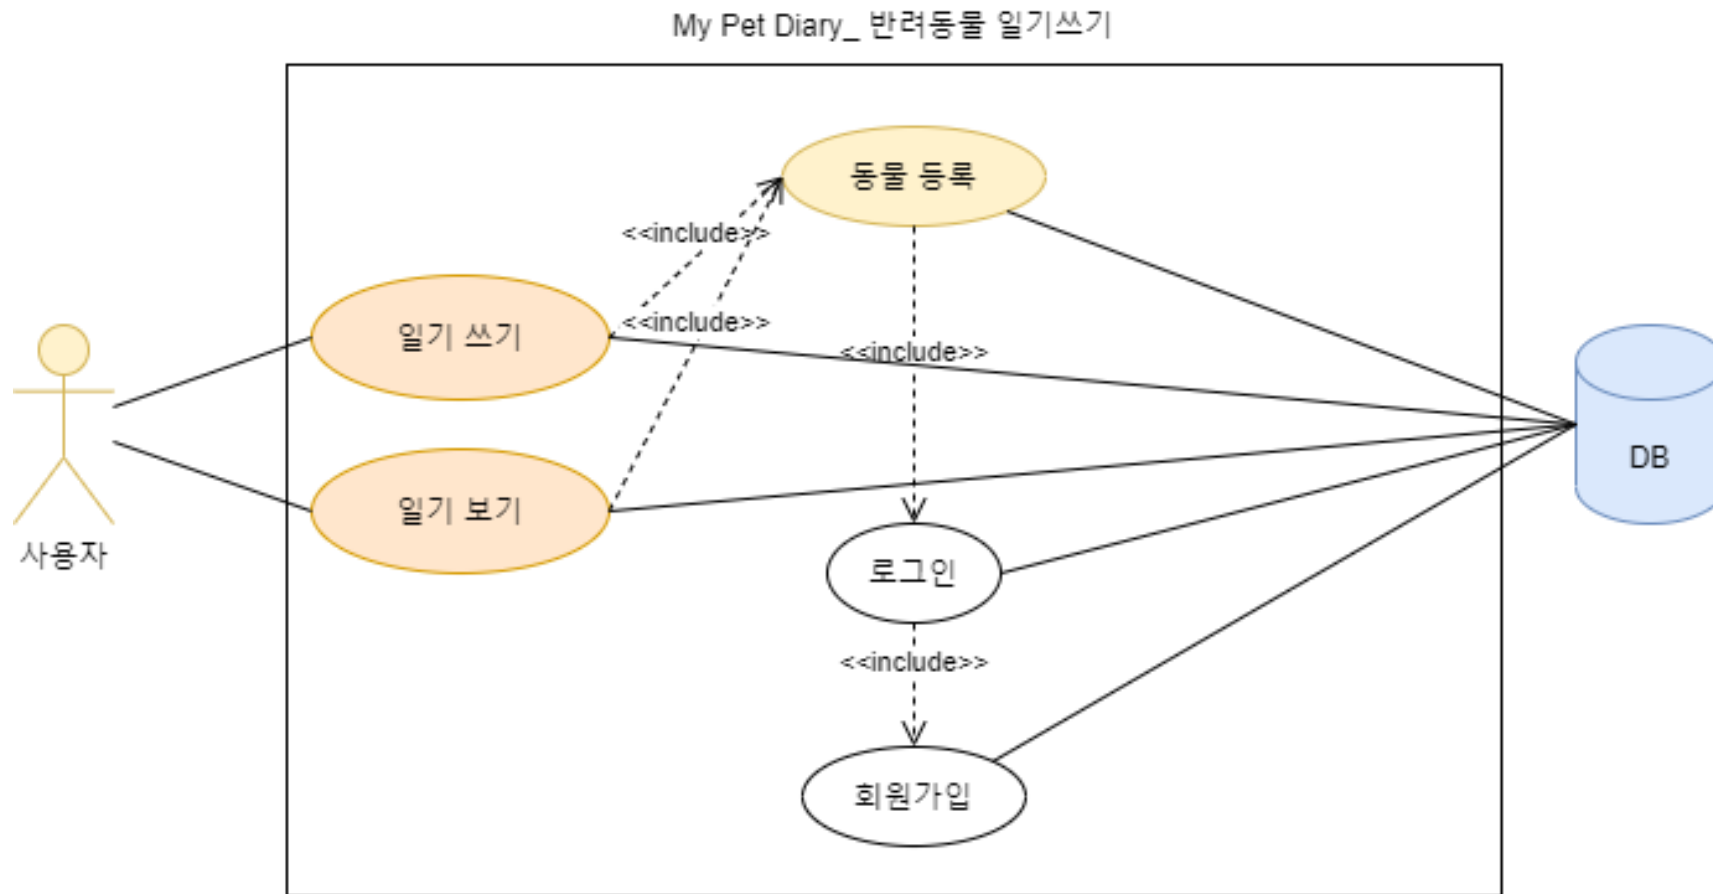 My Pet Diary_ 반려동물 일기쓰기
동물 등록
<<include>>
일기 쓰기
<<include>>
<<include>>
DB
일기 보기
사용자
로그인
<<include>>
회원가입